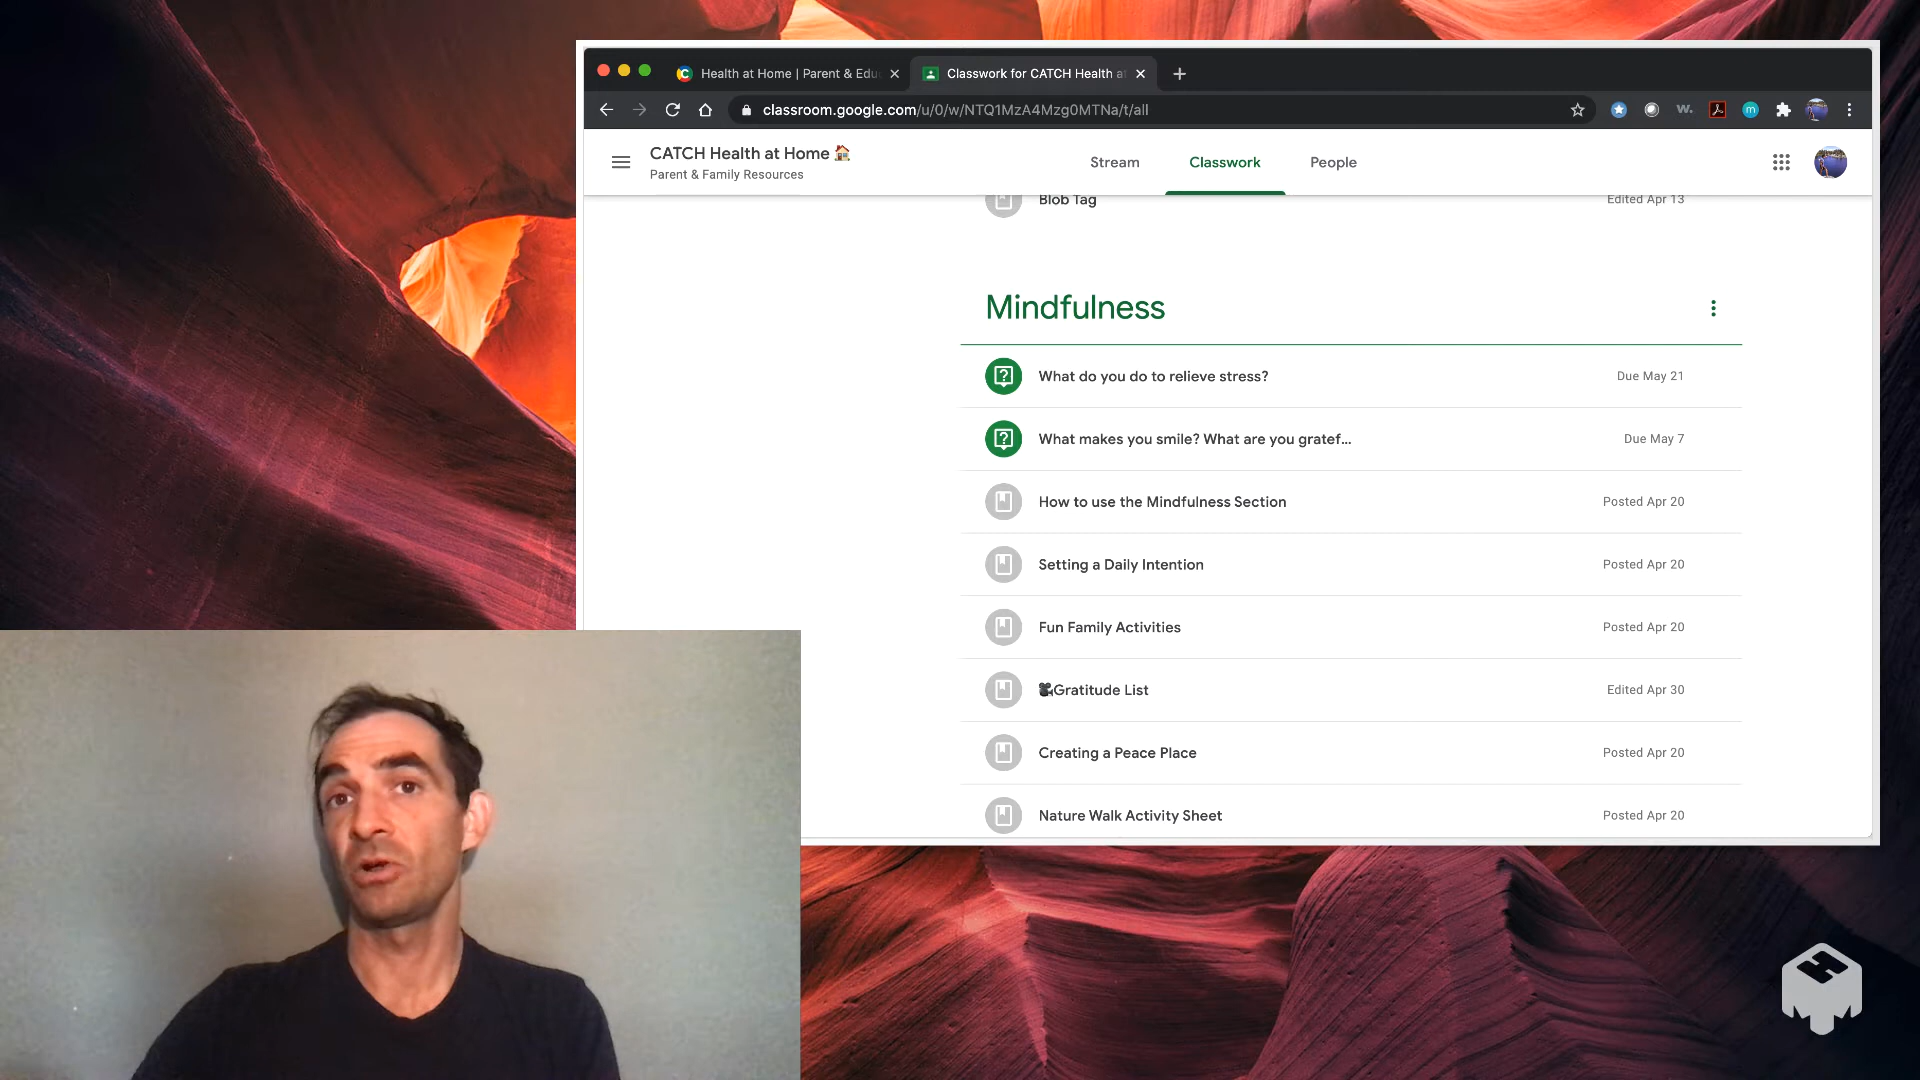 Health at Home | Parent & Edu
Classwork for CATCH Health at
classroom.google.com/u/0/w/NTQ1MzA4Mzg0MTNa/t/all
CATCH Health at Home
Parent & Family Resources
Stream
Classwork
People
Blob Tag
Edited Apr 13
Mindfulness
What do you do to relieve stress?
Due May 21
What makes you smile? What are you gratef...
Due May 7
How to use the Mindfulness Section
Posted Apr 20
Setting a Daily Intention
Posted Apr 20
Fun Family Activities
Posted Apr 20
Gratitude List
Edited Apr 30
Creating a Peace Place
Posted Apr 20
Nature Walk Activity Sheet
Posted Apr 20